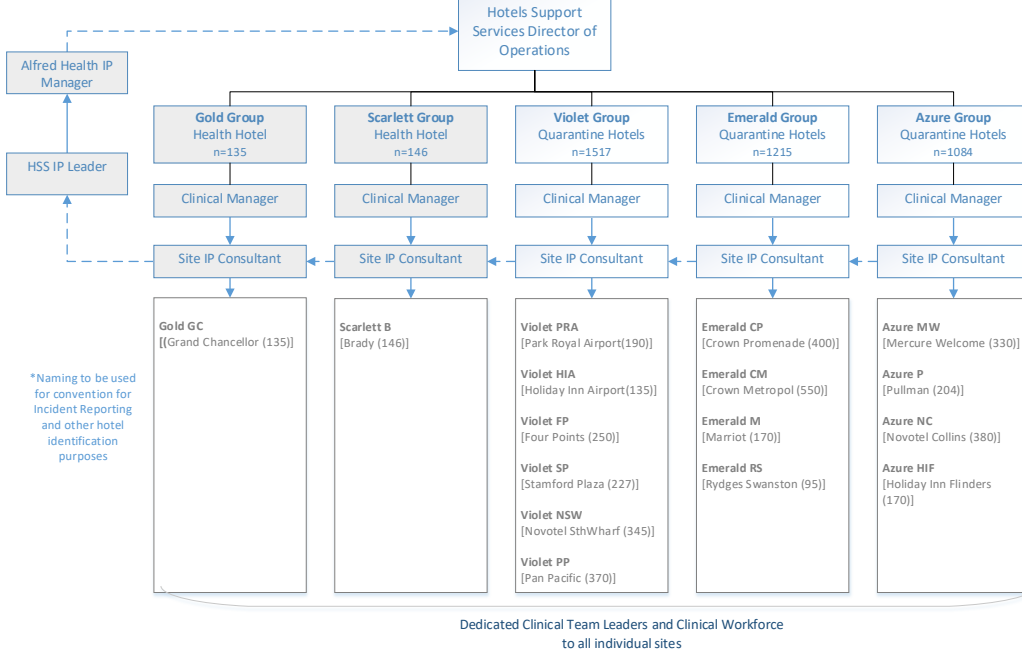 Hotels Support
Services Director of
Operations
Alfred Health IP
Manager
HSS IP Leader
Gold Group
Health Hotel
n=135
Scarlett Group
Health Hotel
n=146
Violet Group
Quarantine Hotels
n=1517
Emerald Group
Quarantine Hotels
n=1215
Azure Group
Quarantine Hotels
n=1084
Clinical Manager
Clinical Manager
Clinical Manager
Clinical Manager
Clinical Manager
Site IP Consultant
Site IP Consultant
Site IP Consultant
Site IP Consultant
Site IP Consultant
*Naming to be used
for convention for
Incident Reporting
and other hotel
identification
purposes
Gold GC
[(Grand Chancellor (135)]
Scarlett B
[Brady (146)]
Violet PRA
[Park Royal Airport(190)]
Violet HIA
[Holiday Inn Airport(135)]
Violet FP
[Four Points (250)]
Violet SP
[Stamford Plaza (227)]
Violet NSW
[Novotel SthWharf (345)]
Violet PP
[Pan Pacific (370)]
Emerald CP
[Crown Promenade (400)]
Emerald CM
[Crown Metropol (550)]
Emerald M
[Marriot (170)]
Emerald RS
[Rydges Swanston (95)]
Azure MW
[Mercure Welcome (330)]
Azure P
[Pullman (204)]
Azure NC
[Novotel Collins (380)]
Azure HIF
[Holiday Inn Flinders
(170)]
Dedicated Clinical Team Leaders and Clinical Workforce
to all individual sites